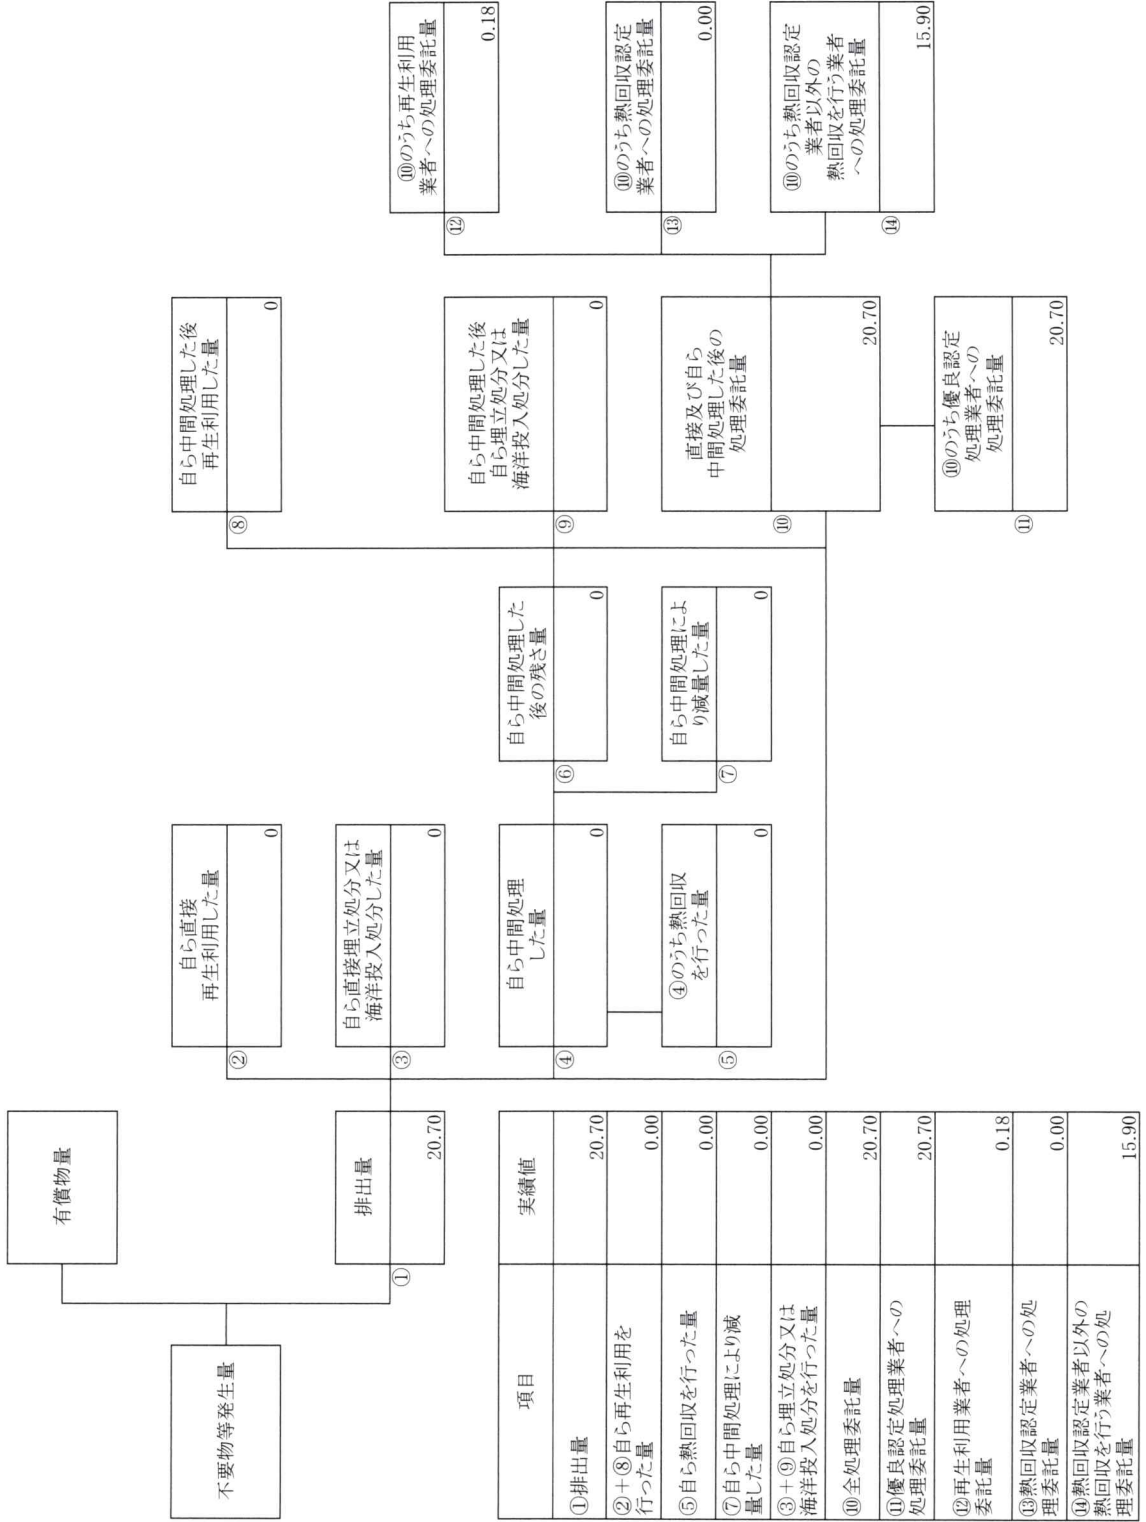 不要物等発生量
有償物量
排出量
①
20.70
自ら直接
再生利用した量
②
0
自ら直接埋立処分又は
海洋投入処分した量
③
0
自ら中間処理
した量
④
0
④のうち熱回収
を行った量
⑤
0
自ら中間処理した
後の残さ量
⑥
0
自ら中間処理によ
り減量した量
⑦
0
自ら中間処理した後
再生利用した量
⑧
0
自ら中間処理した後
自ら埋立処分又は
海洋投入処分した量
⑨
0
直接及び自ら
中間処理した後の
処理委託量
⑩
20.70
⑩のうち優良認定
処理業者への
処理委託量
⑪
20.70
⑩のうち再生利用
業者への処理委託量
⑫
0.18
⑩のうち熱回収認定
業者への処理委託量
⑬
0.00
⑩のうち熱回収認定
業者以外の
熱回収を行う業者
への処理委託量
⑭
15.90
項目 実績値
①排出量 20.70
②+⑧自ら再生利用を
行った量 0.00
⑤自ら熱回収を行った量 0.00
⑦自ら中間処理により減
量した量 0.00
③+⑨自ら埋立処分又は
海洋投入処分を行った量 0.00
⑩全処理委託量 20.70
⑪優良認定処理業者への
処理委託量 20.70
⑫再生利用業者への処理
委託量 0.18
⑬熱回収認定業者への処
理委託量 0.00
⑭熱回収認定業者以外の
熱回収を行う業者への処
理委託量 15.90